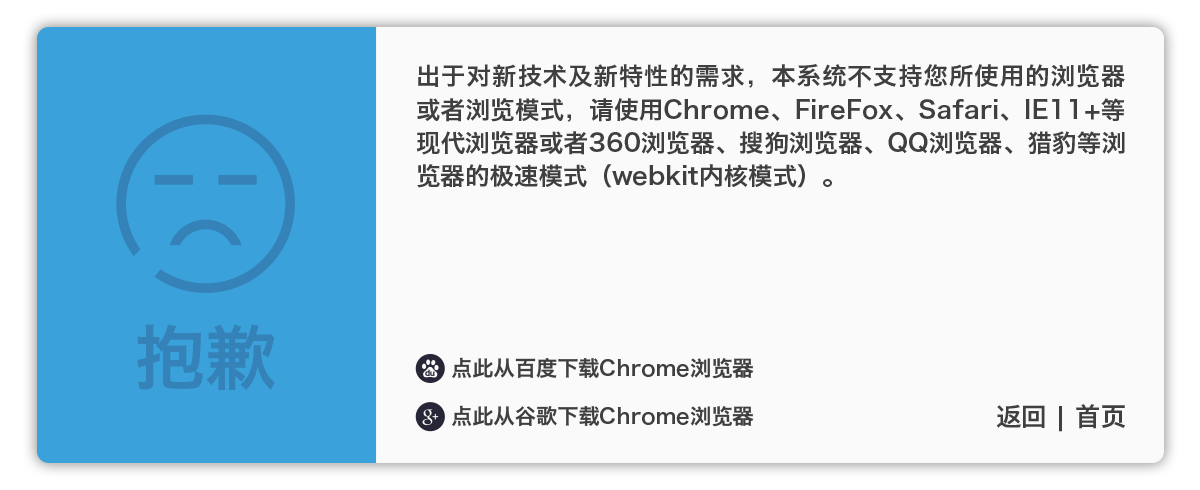 抱歉
出于对新技术及新特性的需求，本系统不支持您所使用的浏览器
或者浏览模式，请使用Chrome、FireFox、Safari、IE11+等
现代浏览器或者360浏览器、搜狗浏览器、QQ浏览器、猎豹等浏
览器的极速模式（webkit内核模式）。
du 点此从百度下载Chrome浏览器
g+ 点此从谷歌下载Chrome浏览器
返回 | 首页